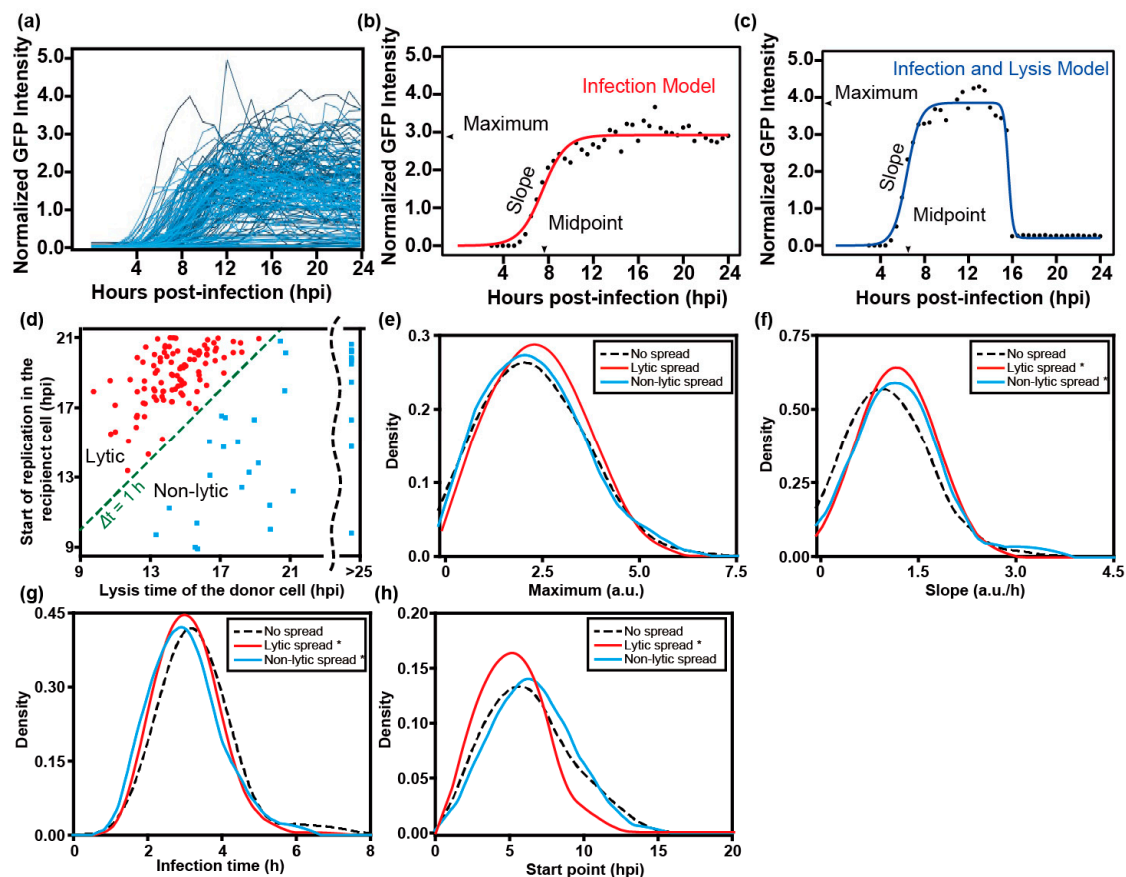 (a)
5.0
4.0
3.0
2.0
1.0
0.0
Normalized GFP Intensity
4 8 12 16 20 24
Hours post-infection (hpi)
(b)
5.0
4.0
3.0
2.0
1.0
0.0
Normalized GFP Intensity
Infection Model
Maximum
Slope
Midpoint
4 8 12 16 20 24
Hours post-infection (hpi)
(c)
5.0
4.0
3.0
2.0
1.0
0.0
Normalized GFP Intensity
Infection and Lysis Model
Maximum
Slope
Midpoint
4 8 12 16 20 24
Hours post-infection (hpi)
(d)
21
17
13
9
Start of replication in the
recipienct cell (hpi)
Lytic
Non-lytic
Δt = 1 h
9 13 17 21 >25
Lysis time of the donor cell (hpi)
(e)
0.3
0.2
0.1
0.0
Density
No spread
Lytic spread
Non-lytic spread
0 2.5 5.0 7.5
Maximum (a.u.)
(f)
0.75
0.50
0.25
0.00
Density
No spread
Lytic spread *
Non-lytic spread *
0 1.5 3.0 4.5
Slope (a.u./h)
(g)
0.45
0.30
0.15
0.00
Density
No spread
Lytic spread *
Non-lytic spread *
0 2 4 6 8
Infection time (h)
(h)
0.20
0.15
0.10
0.05
0.00
Density
No spread
Lytic spread *
Non-lytic spread
0 5 10 15 20
Start point (hpi)